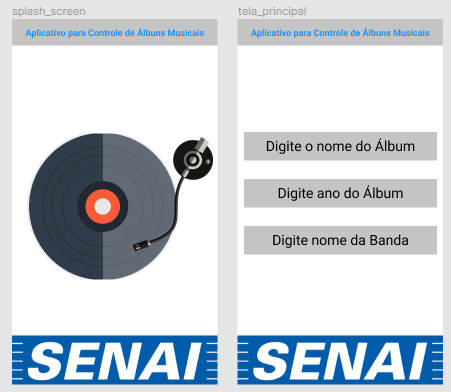 splash_screen
Aplicativo para Controle de Álbuns Musicais
SENAI
tela_principal
Aplicativo para Controle de Álbuns Musicais
Digite o nome do Álbum
Digite ano do Álbum
Digite nome da Banda
SENAI